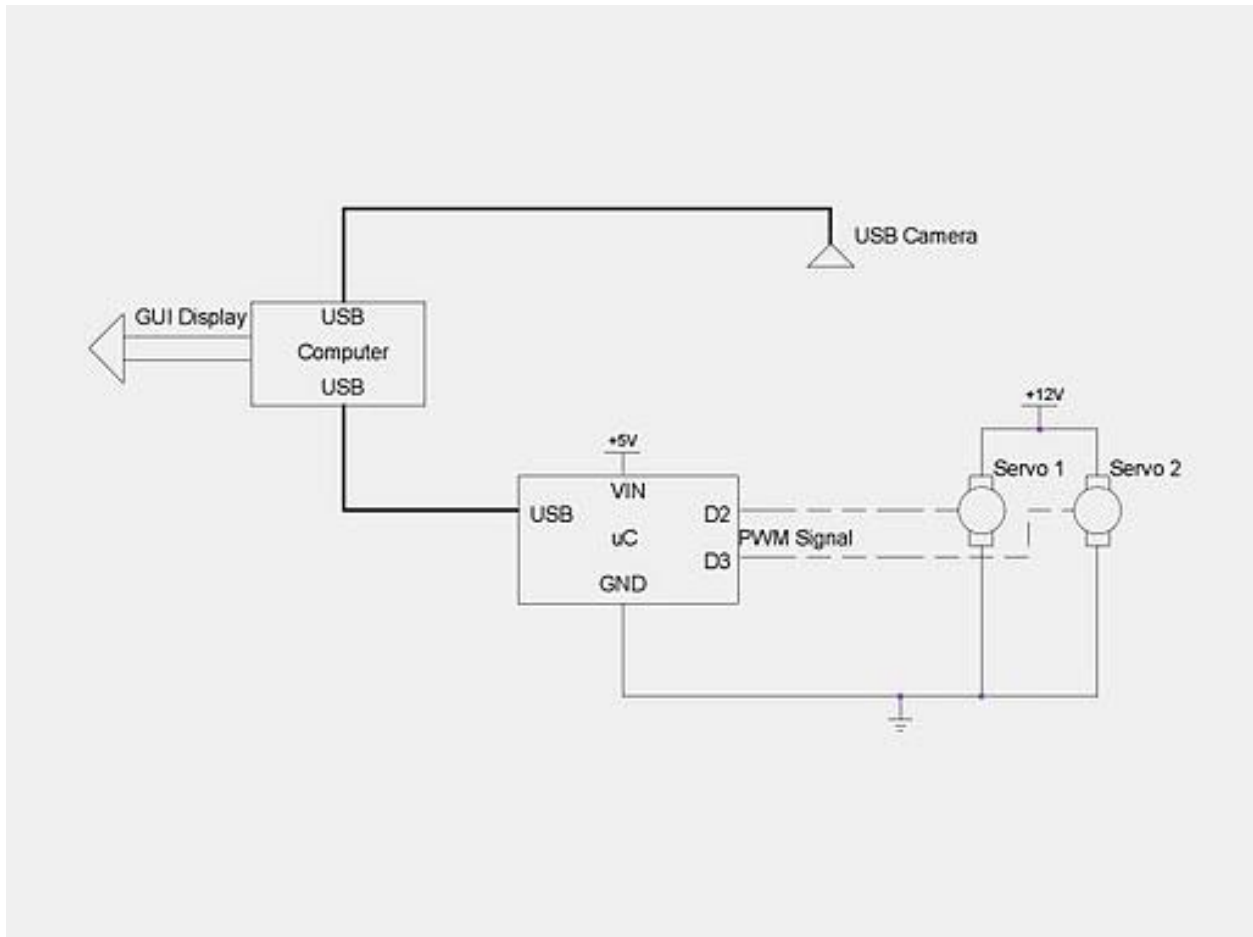 USB Camera
GUI Display
USB
Computer
USB
+12V
+5V
Servo 1
Servo 2
VIN
USB
D2
uC
PWM Signal
D3
GND